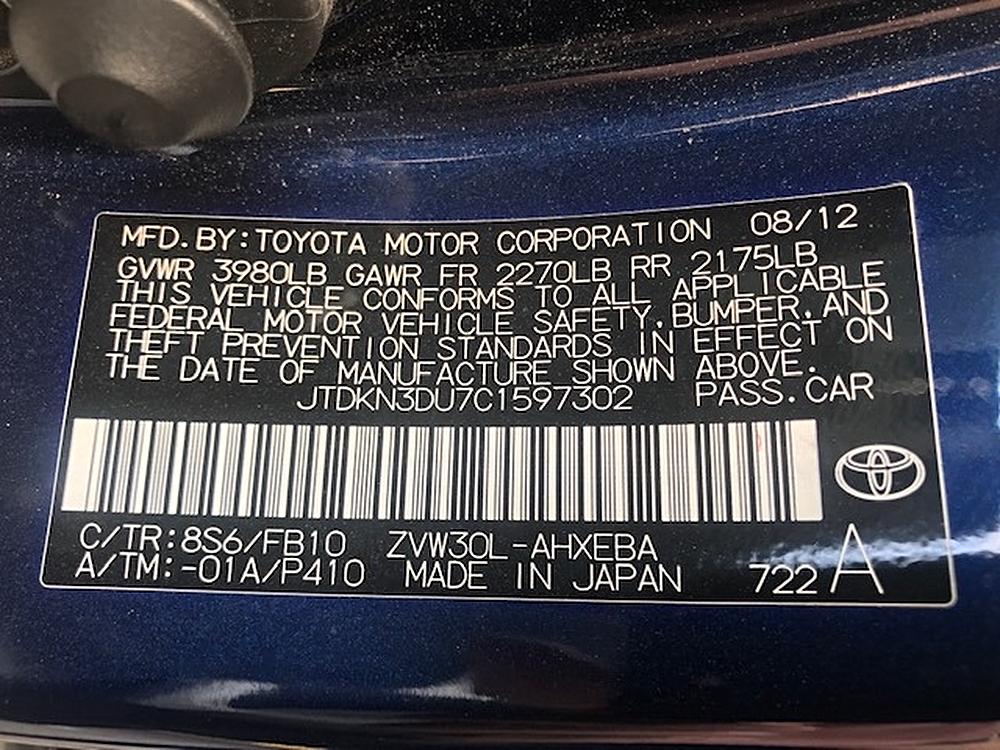 MFD.BY:TOYOTA MOTOR CORPORATION 08/12
GVWR 3980LB GAWR FR 2270LB RR 2175LB
THIS VEHICLE CONFORMS TO ALL APPLICABLE
FEDERAL MOTOR VEHICLE SAFETY,BUMPER,AND
THEFT PREVENTION STANDARDS IN EFFECT ON
THE DATE OF MANUFACTURE SHOWN ABOVE.
JTDKN3DU7C1597302 PASS.CAR
C/TR:8S6/FB10 ZVW30L-AHXEBA
A/TM:-01A/P410 MADE IN JAPAN 722 A